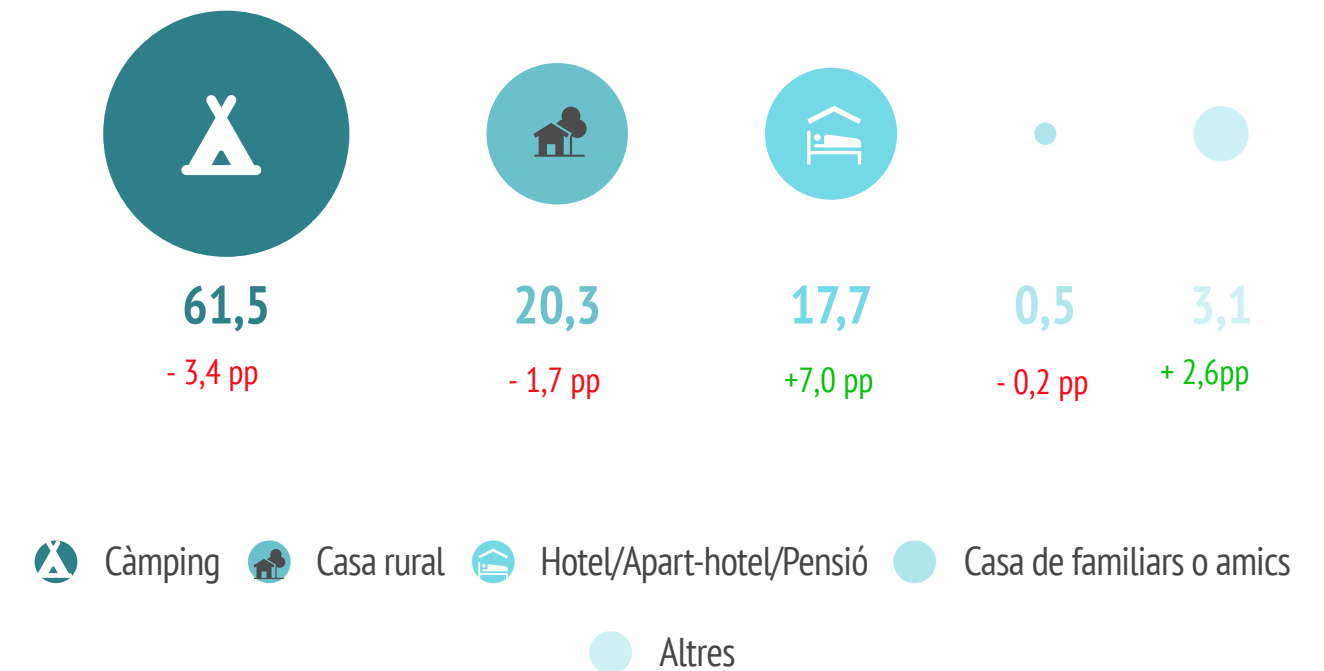 61,5 20,3 17,7 0,5 3,1
- 3,4 pp - 1,7 pp +7,0 pp - 0,2 pp + 2,6pp
Càmping Casa rural Hotel/Apart-hotel/Pensió Casa de familiars o amics
Altres